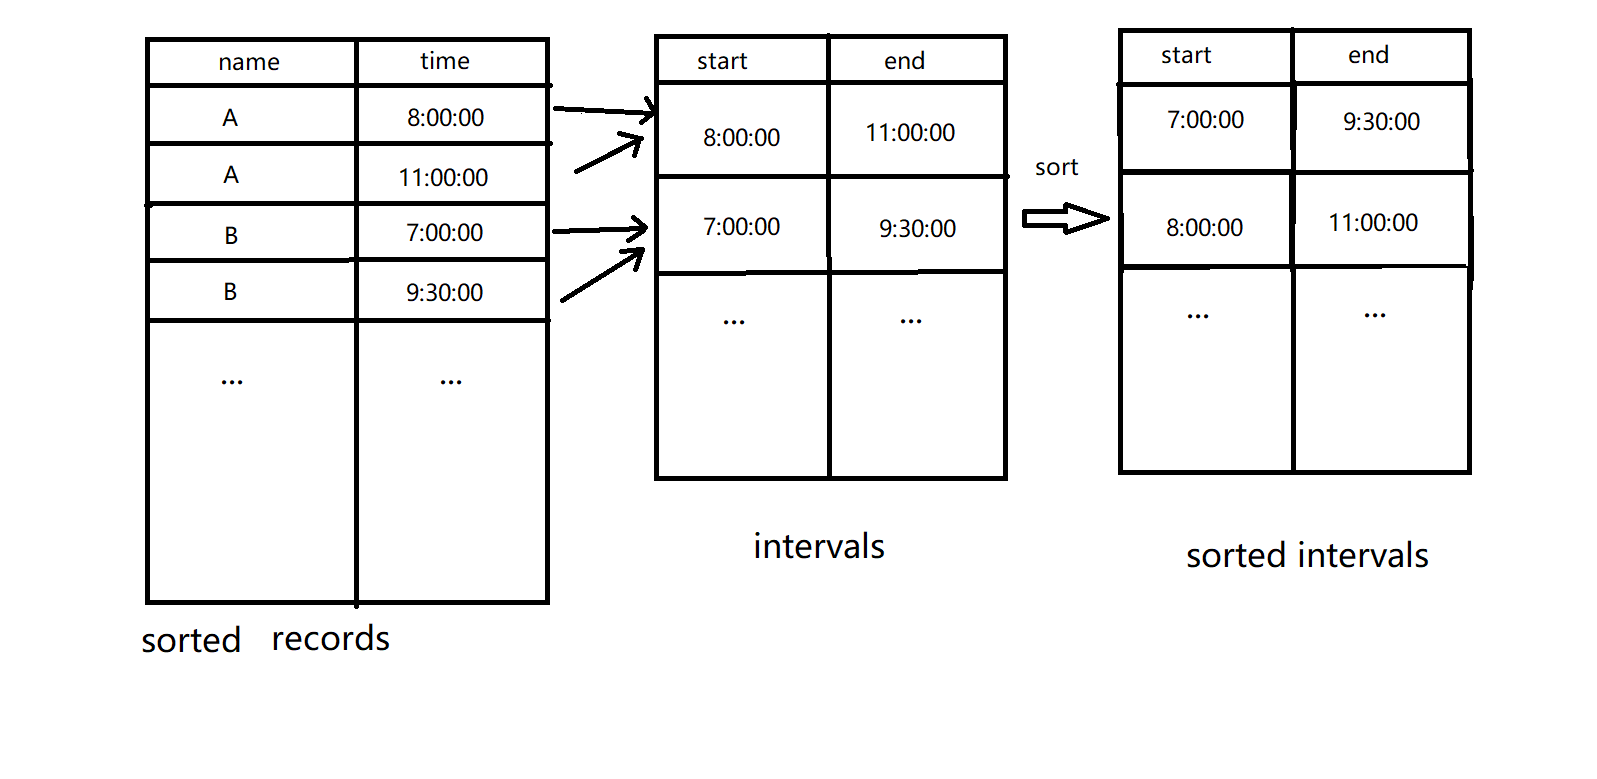 name time
A 8:00:00
A 11:00:00
B 7:00:00
B 9:30:00
... ...
sorted records
start end
8:00:00 11:00:00
7:00:00 9:30:00
... ...
intervals
sort
start end
7:00:00 9:30:00
8:00:00 11:00:00
... ...
sorted intervals